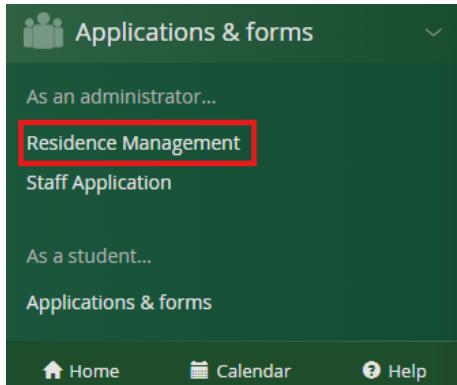 Applications & forms
As an administrator...
Residence Management
Staff Application
As a student...
Applications & forms
Home Calendar Help